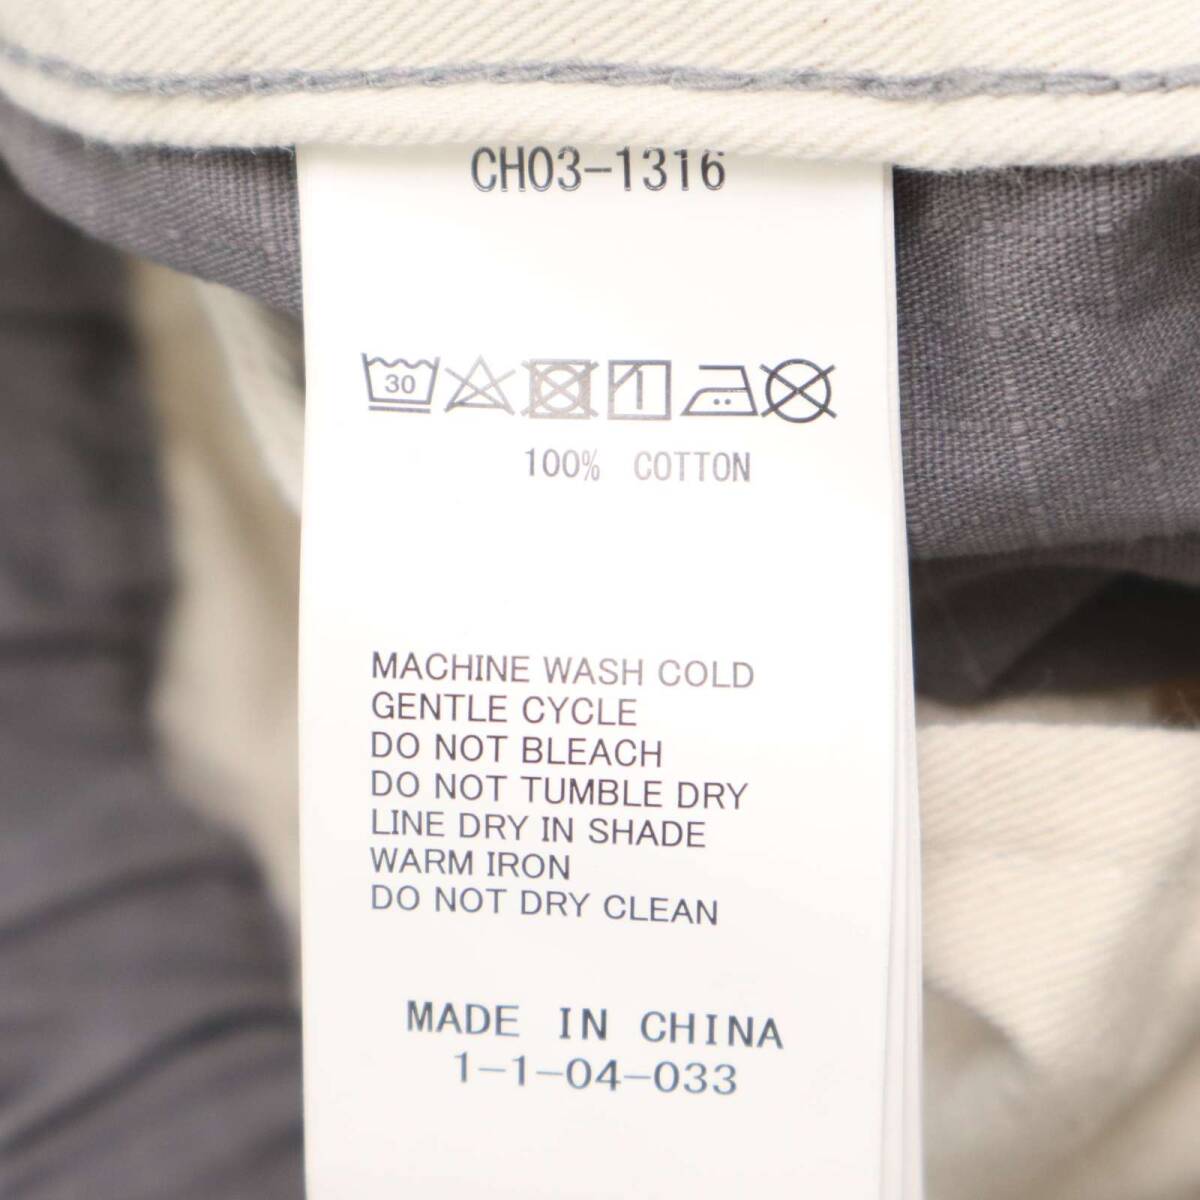 CH03-1316
30
100% COTTON
MACHINE WASH COLD
GENTLE CYCLE
DO NOT BLEACH
DO NOT TUMBLE DRY
LINE DRY IN SHADE
WARM IRON
DO NOT DRY CLEAN
MADE IN CHINA
1-1-04-033